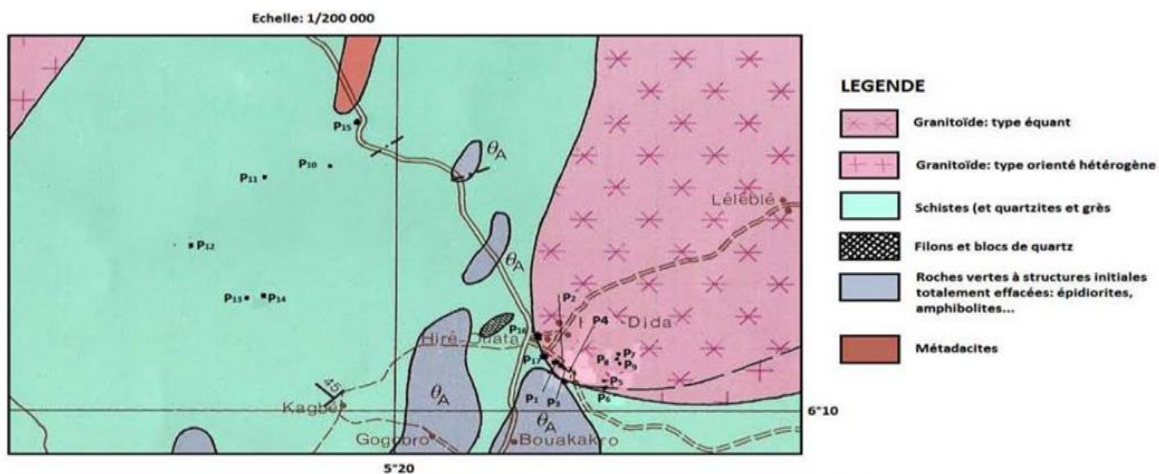 Echelle: 1/200 000
P15
P10
P11
θA
LEGENDE
Granitoïde: type équant
Granitoïde: type orienté hétérogène
Schistes (et quartzites et grès
Filons et blocs de quartz
Roches vertes à structures initiales
totalement effacées: épidiorites,
amphibolites...
Métadacites
Léléblé
P12
θA
P13
P14
P2
P4
P16
Dida
Hiré-Ouata
P17
P7
P8
P9
P5
P6
P1
P3
45
θA
θA
Kagbé
Gogobro
Bouakakro
6°10
5°20